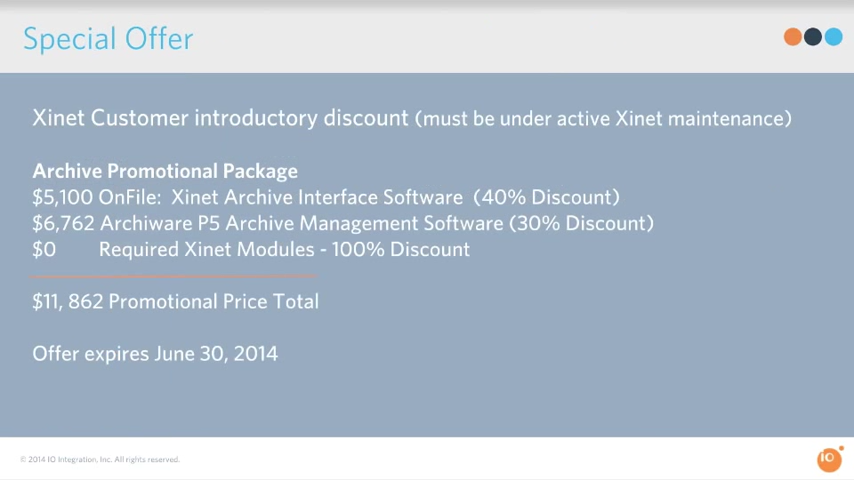 Special Offer
Xinet Customer introductory discount (must be under active Xinet maintenance)
Archive Promotional Package
$5,100 OnFile: Xinet Archive Interface Software (40% Discount)
$6,762 Archiware P5 Archive Management Software (30% Discount)
$0 Required Xinet Modules - 100% Discount
$11, 862 Promotional Price Total
Offer expires June 30, 2014
© 2014 IO Integration, Inc. All rights reserved.
IO